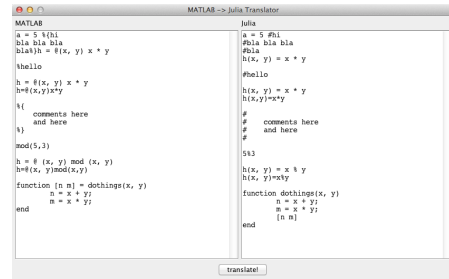 MATLAB -> Julia Translator
MATLAB
a = 5 %{hi
bla bla bla
bla%}h = @(x, y) x * y
%hello
h = @(x, y) x * y
h=@(x,y)x*y
%{
comments here
and here
%}
mod(5,3)
h = @ (x, y) mod (x, y)
h=@(x, y)mod(x,y)
function [n m] = dothings(x, y)
n = x + y;
m = x * y;
end
Julia
a = 5 #hi
#bla bla bla
#bla
h(x, y) = x * y
#hello
h(x, y) = x * y
h(x,y)=x*y
#
# comments here
# and here
#
5%3
h(x, y) = x % y
h(x, y)=x%y
function dothings(x, y)
n = x + y;
m = x * y;
[n m]
end
translate!